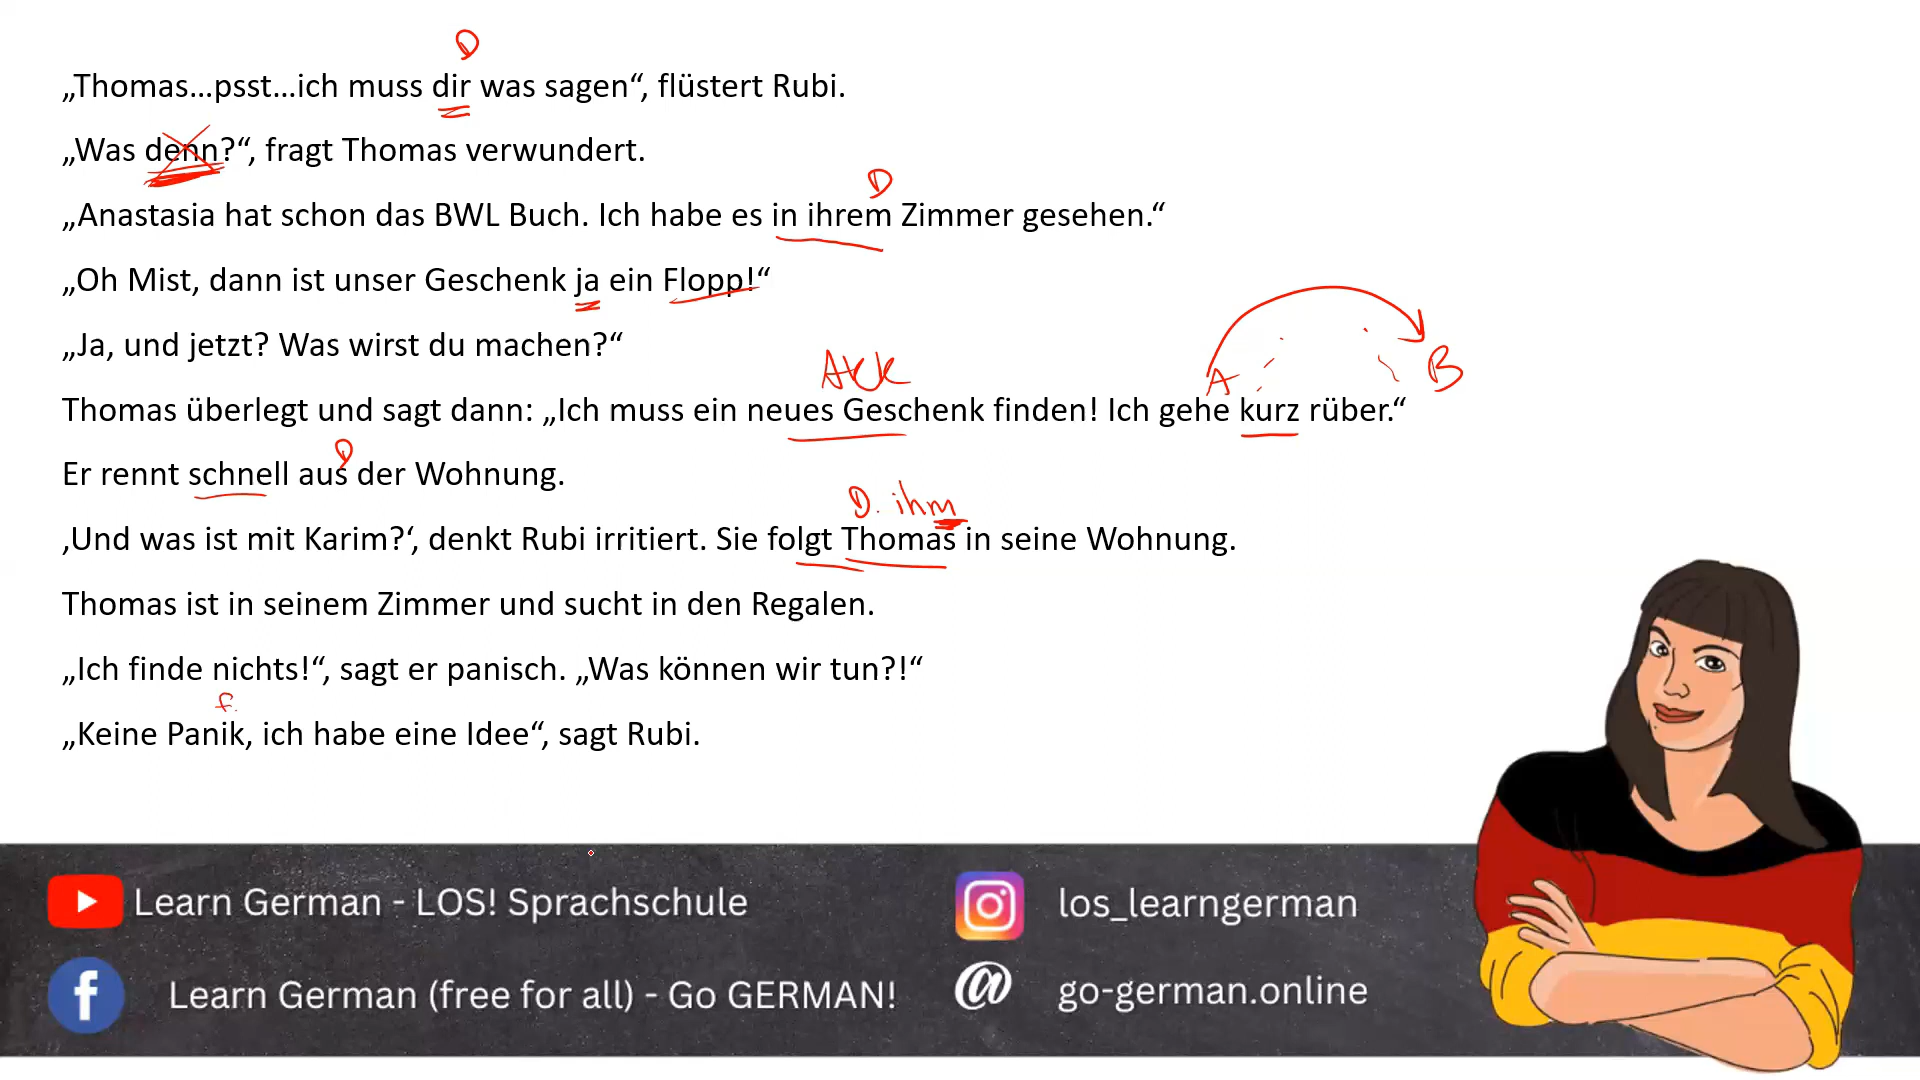 D
„Thomas…psst…ich muss dir was sagen“, flüstert Rubi.
„Was denn?“, fragt Thomas verwundert.
D
„Anastasia hat schon das BWL Buch. Ich habe es in ihrem Zimmer gesehen.“
„Oh Mist, dann ist unser Geschenk ja ein Flopp!“
„Ja, und jetzt? Was wirst du machen?“
Akk A B
Thomas überlegt und sagt dann: „Ich muss ein neues Geschenk finden! Ich gehe kurz rüber.“
D
Er rennt schnell aus der Wohnung.
D. ihm
‚Und was ist mit Karim?‘, denkt Rubi irritiert. Sie folgt Thomas in seine Wohnung.
Thomas ist in seinem Zimmer und sucht in den Regalen.
„Ich finde nichts!“, sagt er panisch. „Was können wir tun?!“
f.
„Keine Panik, ich habe eine Idee“, sagt Rubi.
Learn German - LOS! Sprachschule
los_learngerman
Learn German (free for all) - Go GERMAN!
go-german.online